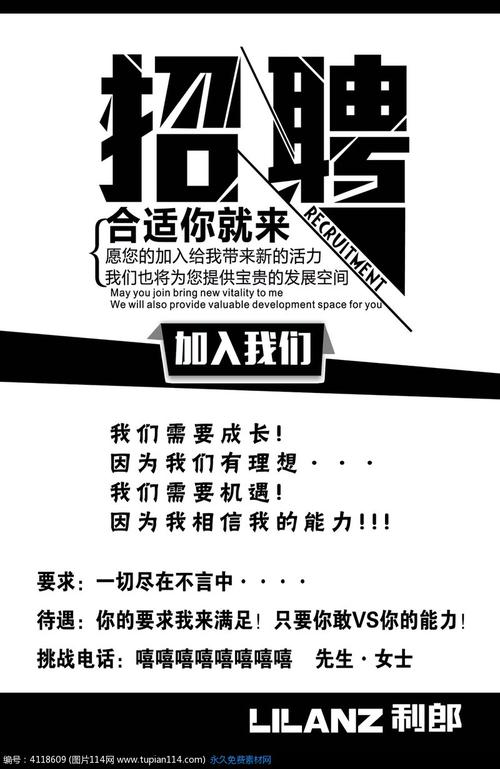 招聘
RECRUITMENT
合适你就来
愿您的加入给我带来新的活力
我们也将为您提供宝贵的发展空间
May you join bring new vitality to me
We will also provide valuable development space for you
加入我们
我们需要成长!
因为我们有理想···
我们需要机遇!
因为我相信我的能力!!!
要求：一切尽在不言中····
待遇：你的要求我来满足！只要你敢VS你的能力！
挑战电话：嘻嘻嘻嘻嘻嘻嘻嘻 先生·女士
LILANZ 利郎
编号：4118609 (图片114网 www.tupian114.com) 永久免费素材网